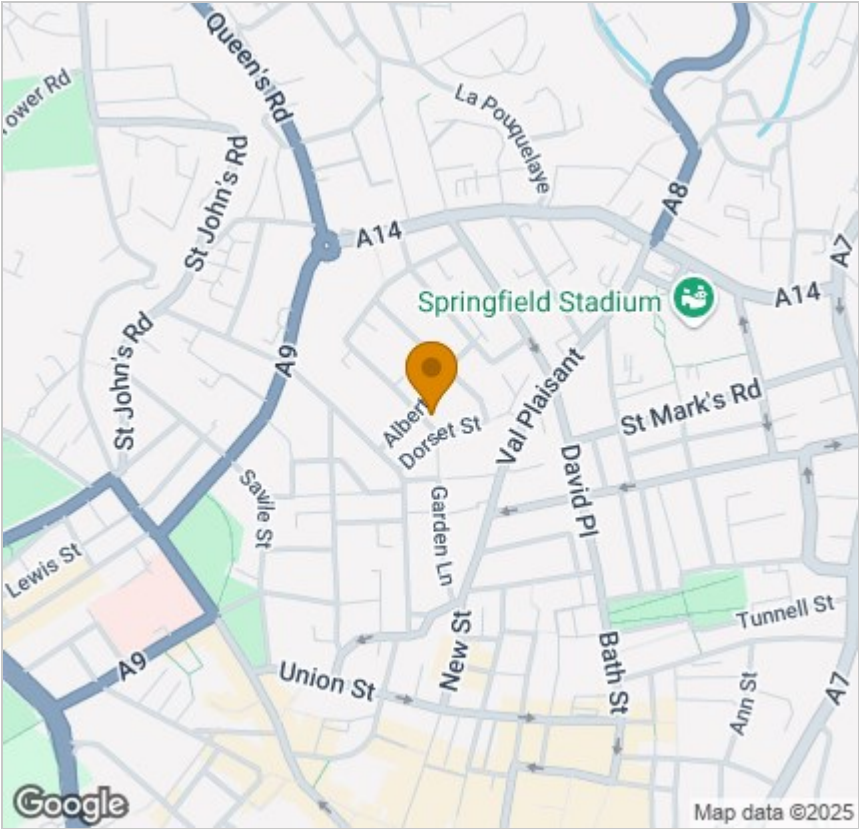 Queen's Rd
La Pouquelaye
ower Rd
St John's Rd
A8
A14
A7
Springfield Stadium
A14
St John's Rd
A9
Albert
Dorset St
Val Plaisant
St Mark's Rd
David Pl
Savile St
Garden Ln
Lewis St
Tunnell St
New St
Bath St
A9
Union St
Ann St
A7
Google
Map data ©2025